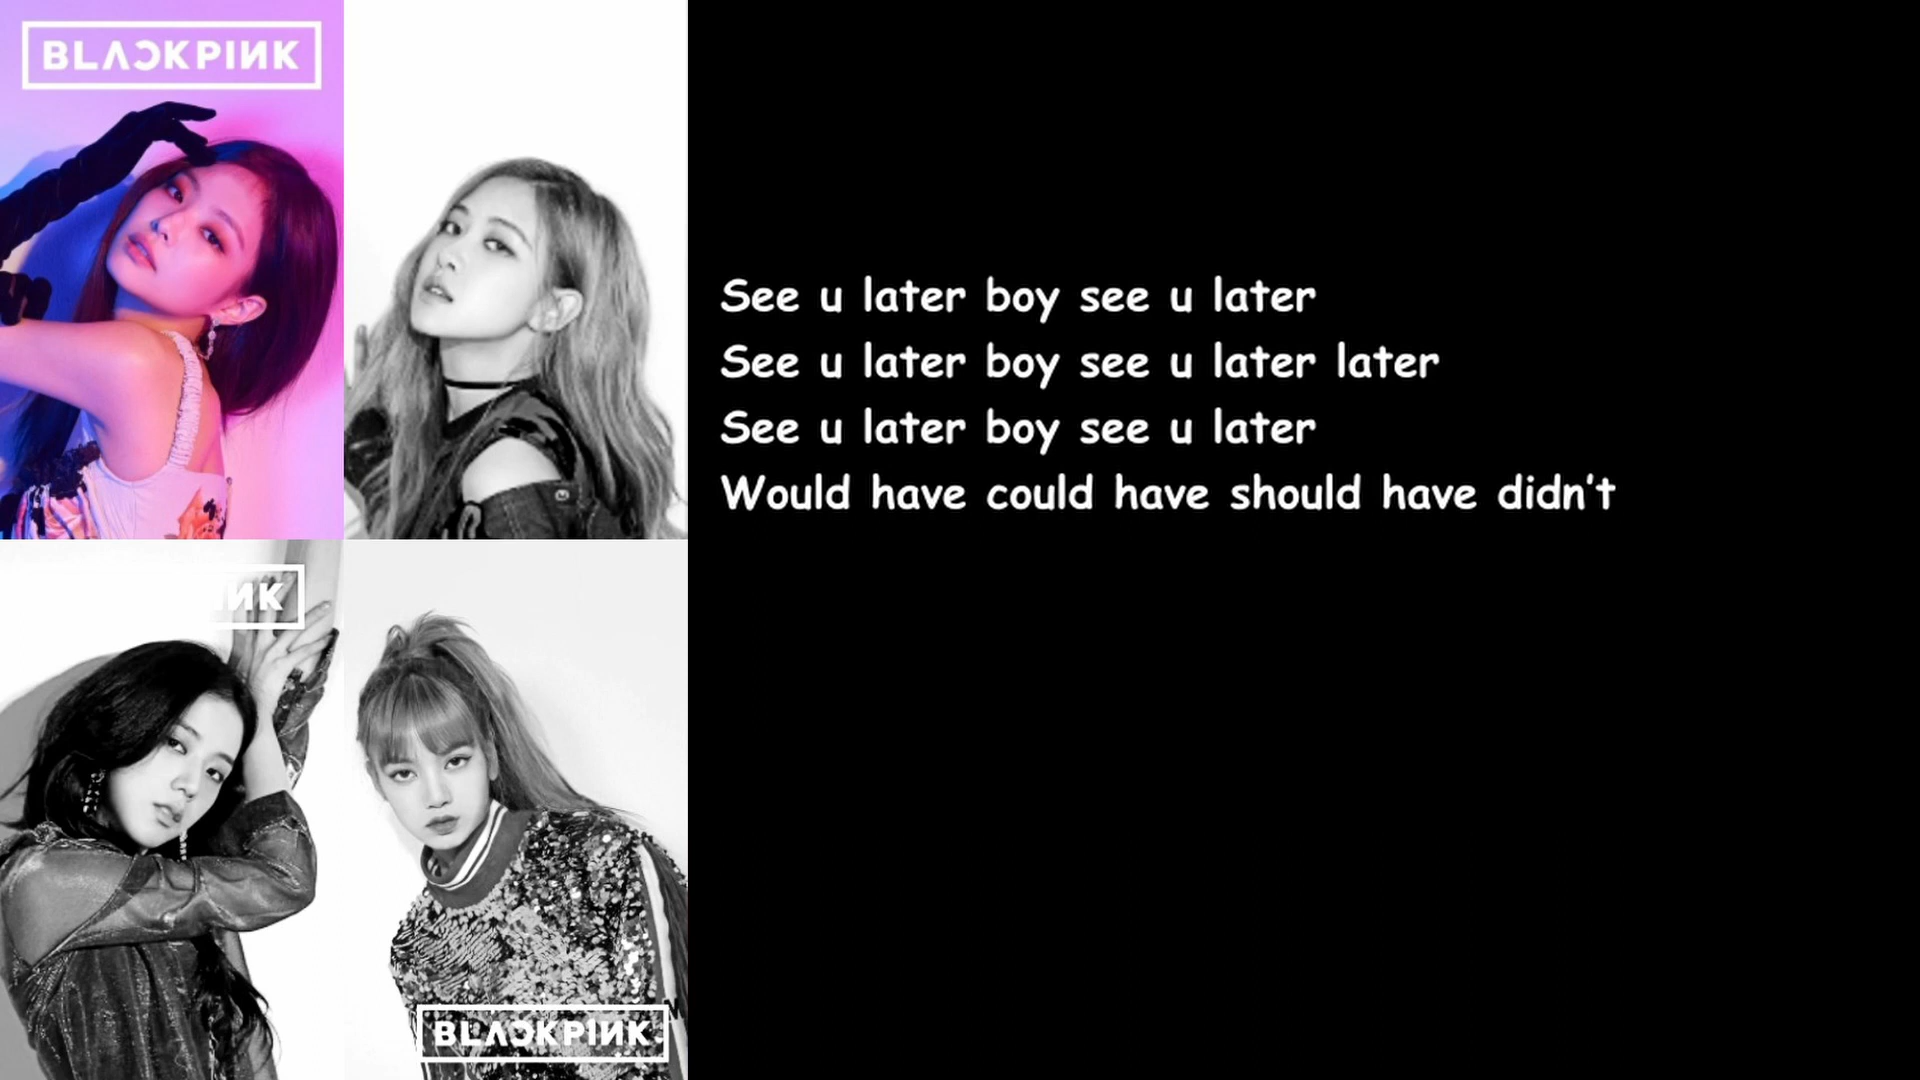 BLACKPINK
See u later boy see u later
See u later boy see u later later
See u later boy see u later
Would have could have should have didn't
INK
BLACKPINK